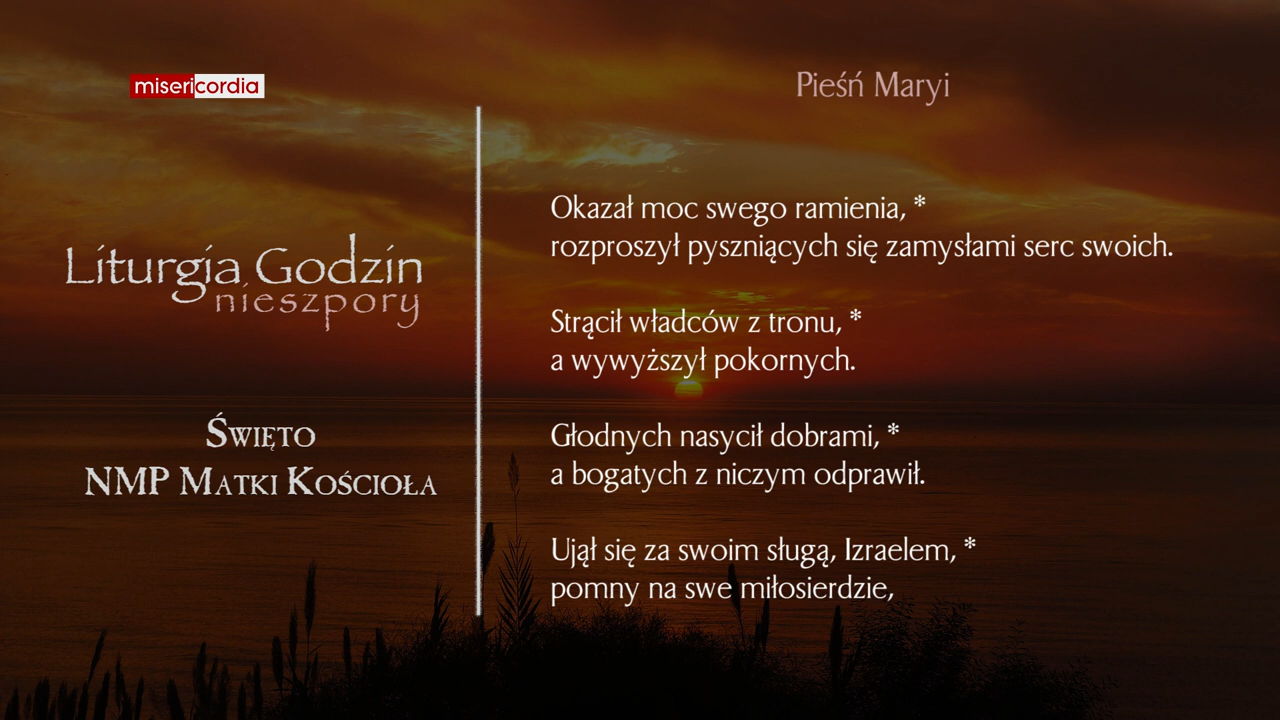 misericordia
Liturgia Godzin
nieszpory
Święto
NMP Matki Kościoła
Pieśń Maryi
Okazał moc swego ramienia, *
rozproszył pyszniących się zamysłami serc swoich.
Strącił władców z tronu, *
a wywyższył pokornych.
Głodnych nasycił dobrami, *
a bogatych z niczym odprawił.
Ujął się za swoim sługą, Izraelem, *
pomny na swe miłosierdzie,